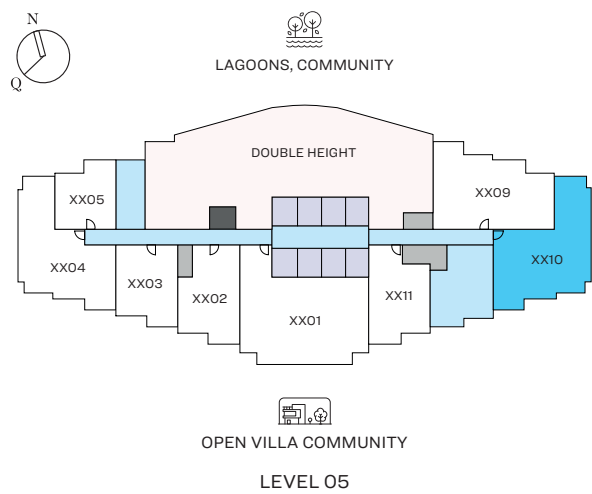 N
Q
LAGOONS, COMMUNITY
DOUBLE HEIGHT
XX05
XX09
XX04
XX03
XX02
XX01
XX11
XX10
OPEN VILLA COMMUNITY
LEVEL 05